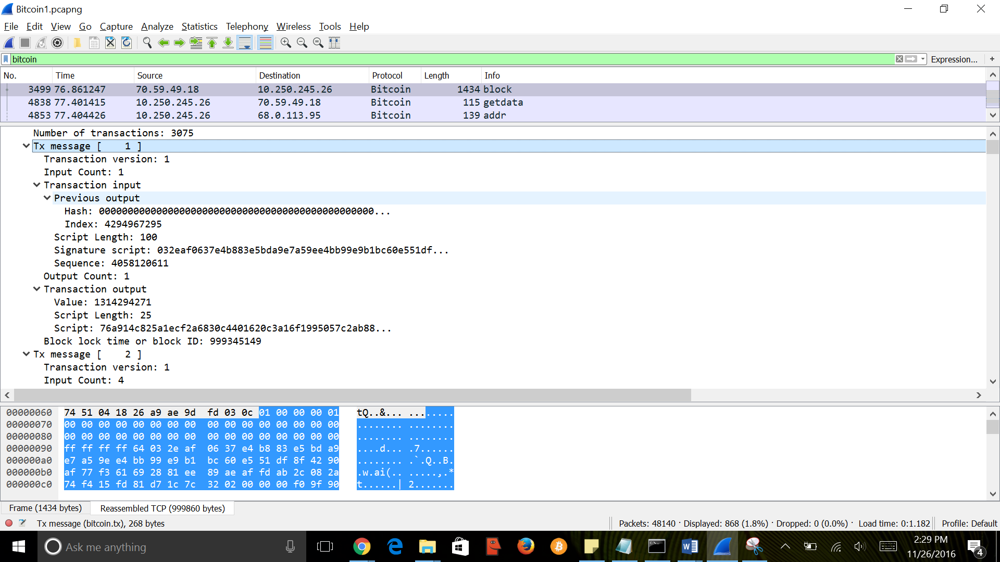 Bitcoin1.pcapng
File Edit View Go Capture Analyze Statistics Telephony Wireless Tools Help
bitcoin Expression... +
No. Time Source Destination Protocol Length Info
3499 76.861247 70.59.49.18 10.250.245.26 Bitcoin 1434 block
4838 77.401415 10.250.245.26 70.59.49.18 Bitcoin 115 getdata
4853 77.404426 10.250.245.26 68.0.113.95 Bitcoin 139 addr
Number of transactions: 3075
Tx message [ 1 ]
Transaction version: 1
Input Count: 1
Transaction input
Previous output
Hash: 000000000000000000000000000000000000000000000000...
Index: 4294967295
Script Length: 100
Signature script: 032eaf0637e4b883e5bda9e7a59ee4bb99e9b1bc60e551df...
Sequence: 4058120611
Output Count: 1
Transaction output
Value: 1314294271
Script Length: 25
Script: 76a914c825a1ecf2a6830c4401620c3a16f1995057c2ab88...
Block lock time or block ID: 999345149
Tx message [ 2 ]
Transaction version: 1
Input Count: 4
00000060 74 51 04 18 26 a9 ae 9d fd 03 0c 01 00 00 00 01 tQ..&... ........
00000070 00 00 00 00 00 00 00 00 00 00 00 00 00 00 00 00 ........ ........
00000080 00 00 00 00 00 00 00 00 00 00 00 00 00 00 00 00 ........ ........
00000090 ff ff ff ff 64 03 2e af 06 37 e4 b8 83 e5 bd a9 ....d... .7......
000000a0 e7 a5 9e e4 bb 99 e9 b1 bc 60 e5 51 df 8f 42 90 ........ .`.Q..B.
000000b0 af 77 f3 61 69 28 81 ee 89 ae af fd ab 2c 08 2a .w.ai(.. .....,.*
000000c0 74 f4 15 fd 81 d7 1c 7c 32 02 00 00 00 f0 9f 90 t......| 2.......
Frame (1434 bytes) Reassembled TCP (999860 bytes)
Tx message (bitcoin.tx), 268 bytes Packets: 48140 · Displayed: 868 (1.8%) · Dropped: 0 (0.0%) · Load time: 0:1.182 Profile: Default
Ask me anything
2:29 PM
11/26/2016
4